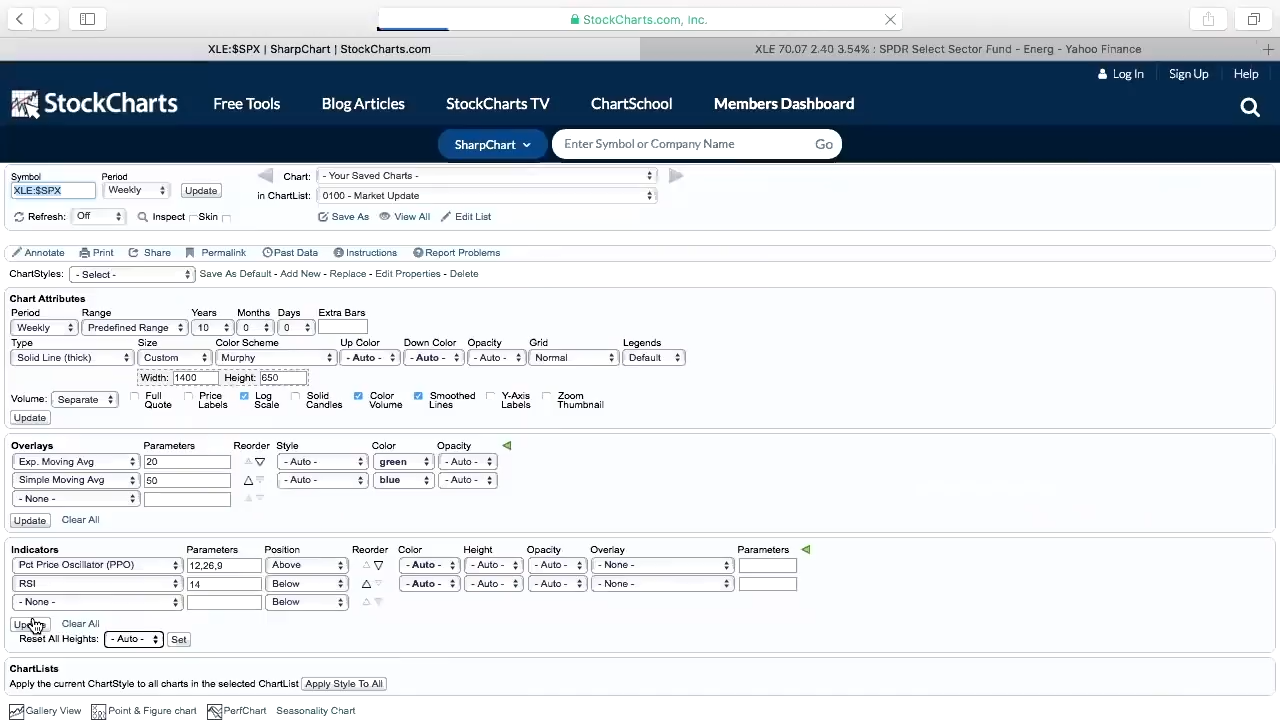 StockCharts.com, Inc.
XLE:$SPX | SharpChart | StockCharts.com
XLE 70.07 2.40 3.54% : SPDR Select Sector Fund - Energ - Yahoo Finance
Log In Sign Up Help
StockCharts Free Tools Blog Articles StockCharts TV ChartSchool Members Dashboard
SharpChart Enter Symbol or Company Name Go
Symbol Period Chart: - Your Saved Charts -
XLE:$SPX Weekly Update in ChartList: 0100 - Market Update
Refresh: Off Inspect Skin Save As View All Edit List
Annotate Print Share Permalink Past Data Instructions Report Problems
ChartStyles: - Select - Save As Default - Add New - Replace - Edit Properties - Delete
Chart Attributes
Period Range Years Months Days Extra Bars
Weekly Predefined Range 10 0 0
Type Size Color Scheme Up Color Down Color Opacity Grid Legends
Solid Line (thick) Custom Murphy - Auto - - Auto - - Auto - Normal Default
Width: 1400 Height: 650
Volume: Separate Full Quote Price Labels Log Scale Solid Candles Color Volume Smoothed Lines Y-Axis Labels Zoom Thumbnail
Update
Overlays Parameters Reorder Style Color Opacity
Exp. Moving Avg 20 - Auto - green - Auto -
Simple Moving Avg 50 - Auto - blue - Auto -
- None -
Update Clear All
Indicators Parameters Position Reorder Color Height Opacity Overlay Parameters
Pct Price Oscillator (PPO) 12,26,9 Above - Auto - - Auto - - Auto - - None -
RSI 14 Below - Auto - - Auto - - Auto - - None -
- None - Below
Update Clear All
Reset All Heights: - Auto - Set
ChartLists
Apply the current ChartStyle to all charts in the selected ChartList Apply Style To All
Gallery View Point & Figure chart PerfChart Seasonality Chart